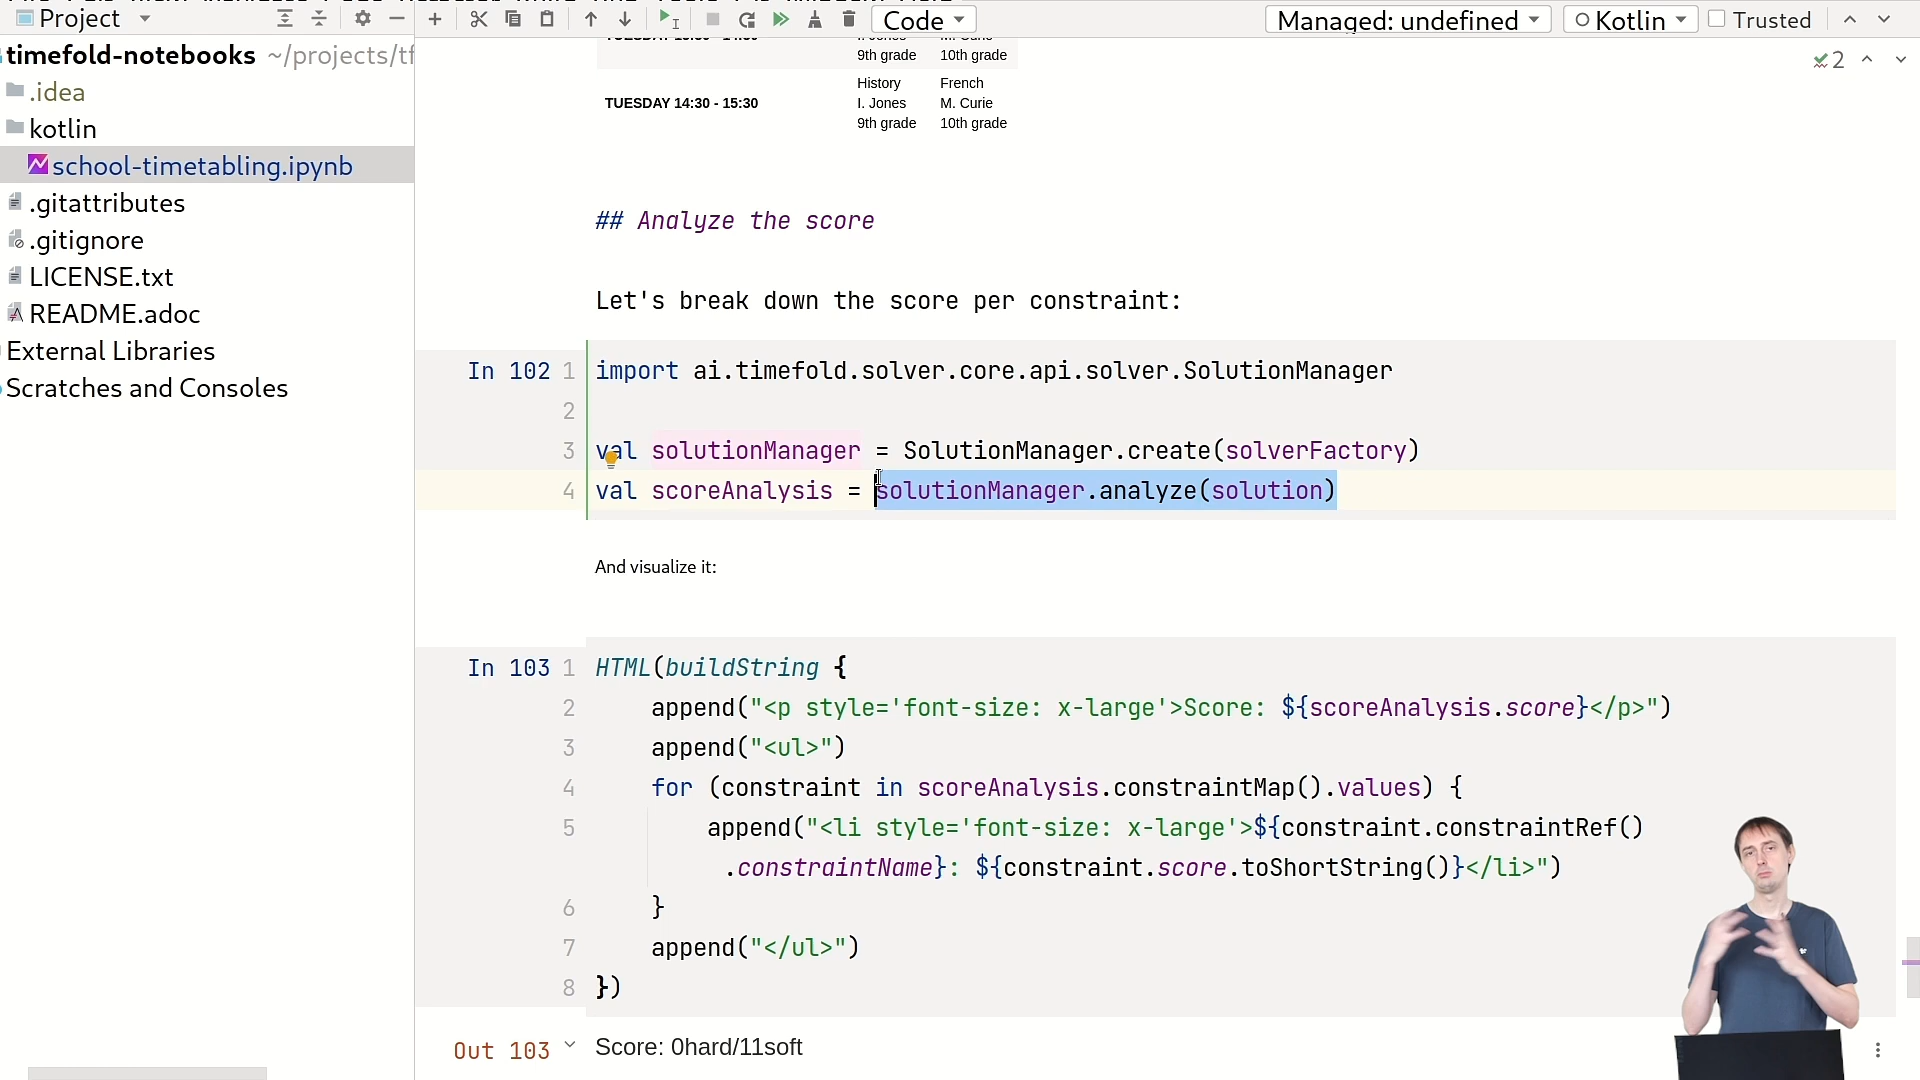 Project
Code
Managed: undefined
Kotlin
Trusted
timefold-notebooks ~/projects/tf
.idea
kotlin
school-timetabling.ipynb
.gitattributes
.gitignore
LICENSE.txt
README.adoc
External Libraries
Scratches and Consoles
2
9th grade 10th grade
History French
TUESDAY 14:30 - 15:30 I. Jones M. Curie
9th grade 10th grade
## Analyze the score
Let's break down the score per constraint:
In 102 1 import ai.timefold.solver.core.api.solver.SolutionManager
2
3 val solutionManager = SolutionManager.create(solverFactory)
4 val scoreAnalysis = solutionManager.analyze(solution)
And visualize it:
In 103 1 HTML(buildString {
2 append("<p style='font-size: x-large'>Score: ${scoreAnalysis.score}</p>")
3 append("<ul>")
4 for (constraint in scoreAnalysis.constraintMap().values) {
5 append("<li style='font-size: x-large'>${constraint.constraintRef()
.constraintName}: ${constraint.score.toShortString()}</li>")
6 }
7 append("</ul>")
8 })
Out 103 Score: 0hard/11soft